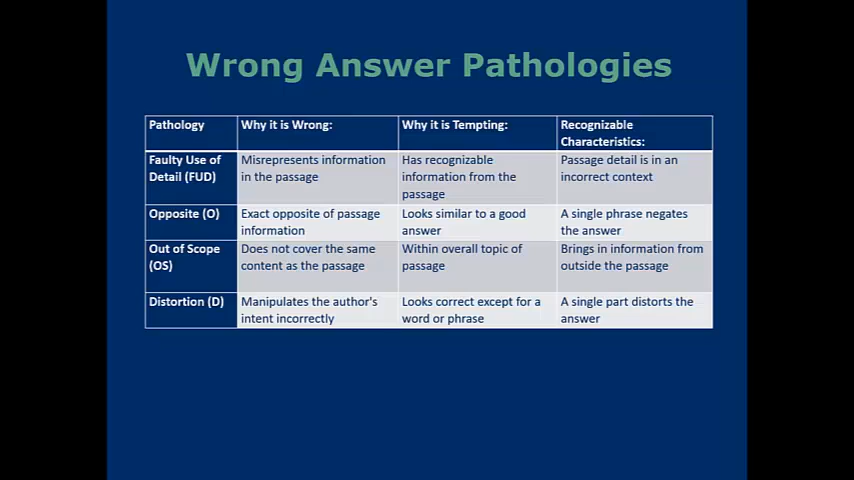 Wrong Answer Pathologies
Pathology
Why it is Wrong:
Why it is Tempting:
Recognizable
Characteristics:
Faulty Use of
Detail (FUD)
Misrepresents information
in the passage
Has recognizable
information from the
passage
Passage detail is in an
incorrect context
Opposite (O)
Exact opposite of passage
information
Looks similar to a good
answer
A single phrase negates
the answer
Out of Scope
(OS)
Does not cover the same
content as the passage
Within overall topic of
passage
Brings in information from
outside the passage
Distortion (D)
Manipulates the author's
intent incorrectly
Looks correct except for a
word or phrase
A single part distorts the
answer